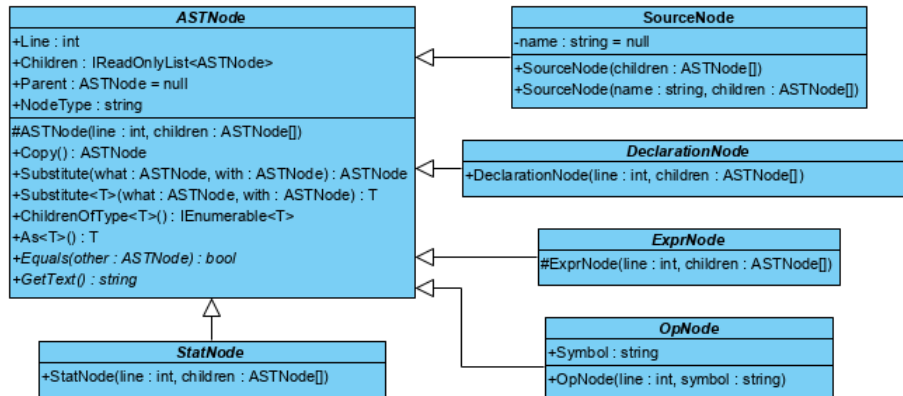 ASTNode
+Line : int
+Children : IReadOnlyList<ASTNode>
+Parent : ASTNode = null
+NodeType : string
#ASTNode(line : int, children : ASTNode[])
+Copy() : ASTNode
+Substitute(what : ASTNode, with : ASTNode) : ASTNode
+Substitute<T>(what : ASTNode, with : ASTNode) : T
+ChildrenOfType<T>() : IEnumerable<T>
+As<T>() : T
+Equals(other : ASTNode) : bool
+GetText() : string
SourceNode
-name : string = null
+SourceNode(children : ASTNode[])
+SourceNode(name : string, children : ASTNode[])
DeclarationNode
+DeclarationNode(line : int, children : ASTNode[])
ExprNode
#ExprNode(line : int, children : ASTNode[])
OpNode
+Symbol : string
+OpNode(line : int, symbol : string)
StatNode
+StatNode(line : int, children : ASTNode[])